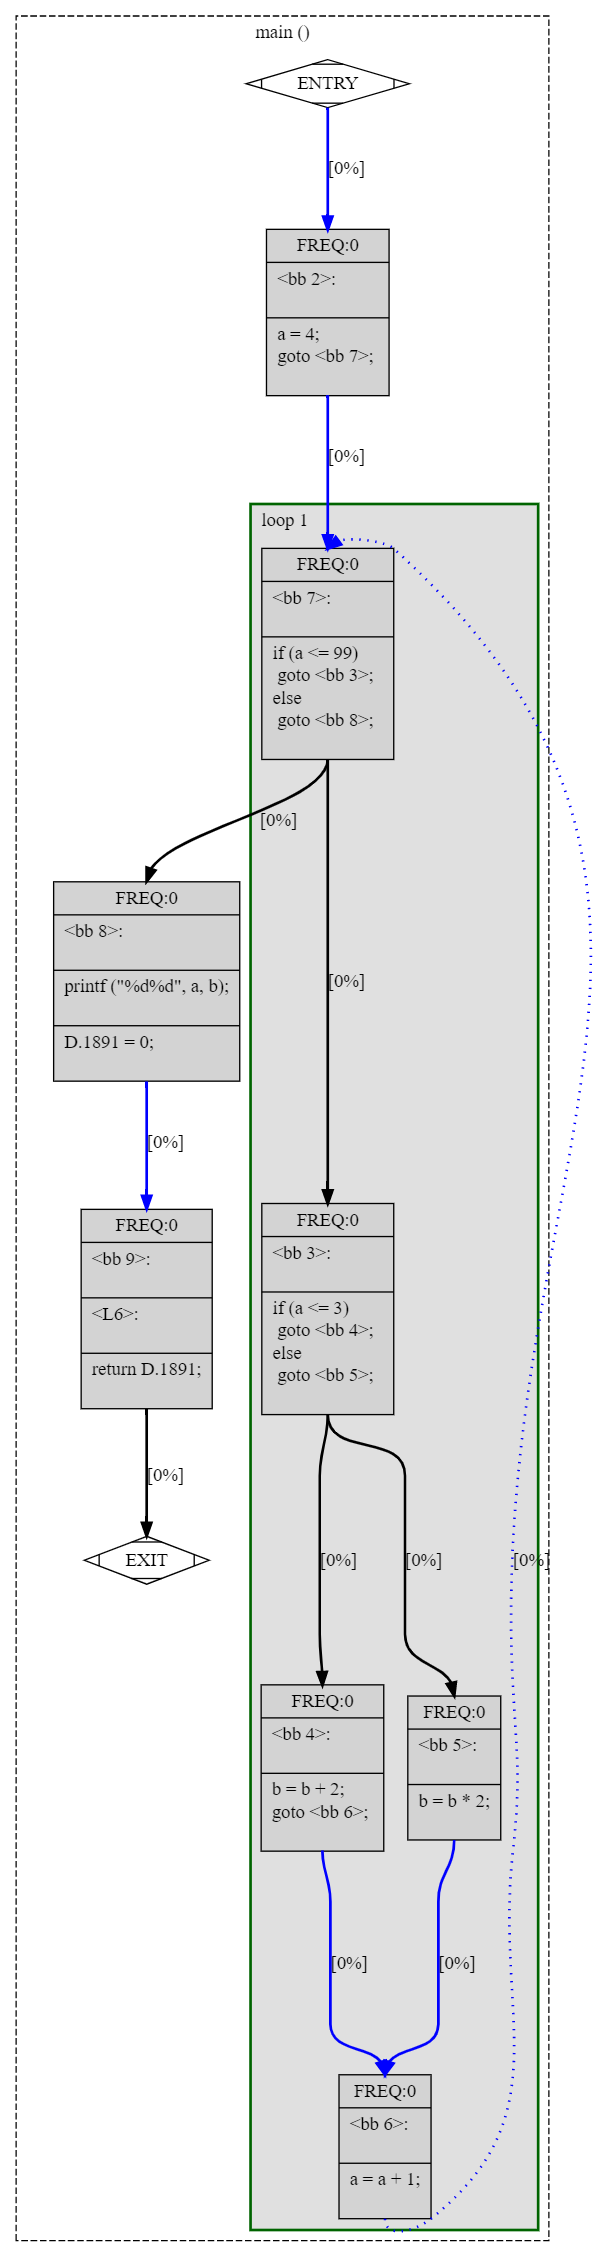 main ()
ENTRY
[0%]
FREQ:0
<bb 2>:
a = 4;
goto <bb 7>;
[0%]
loop 1
FREQ:0
<bb 7>:
if (a <= 99)
goto <bb 3>;
else
goto <bb 8>;
[0%]
FREQ:0
<bb 8>:
printf ("%d%d", a, b);
D.1891 = 0;
[0%]
[0%]
FREQ:0
<bb 9>:
<L6>:
return D.1891;
[0%]
EXIT
FREQ:0
<bb 3>:
if (a <= 3)
goto <bb 4>;
else
goto <bb 5>;
[0%]
[0%]
[0%]
FREQ:0
<bb 4>:
b = b + 2;
goto <bb 6>;
FREQ:0
<bb 5>:
b = b * 2;
[0%]
[0%]
FREQ:0
<bb 6>:
a = a + 1;